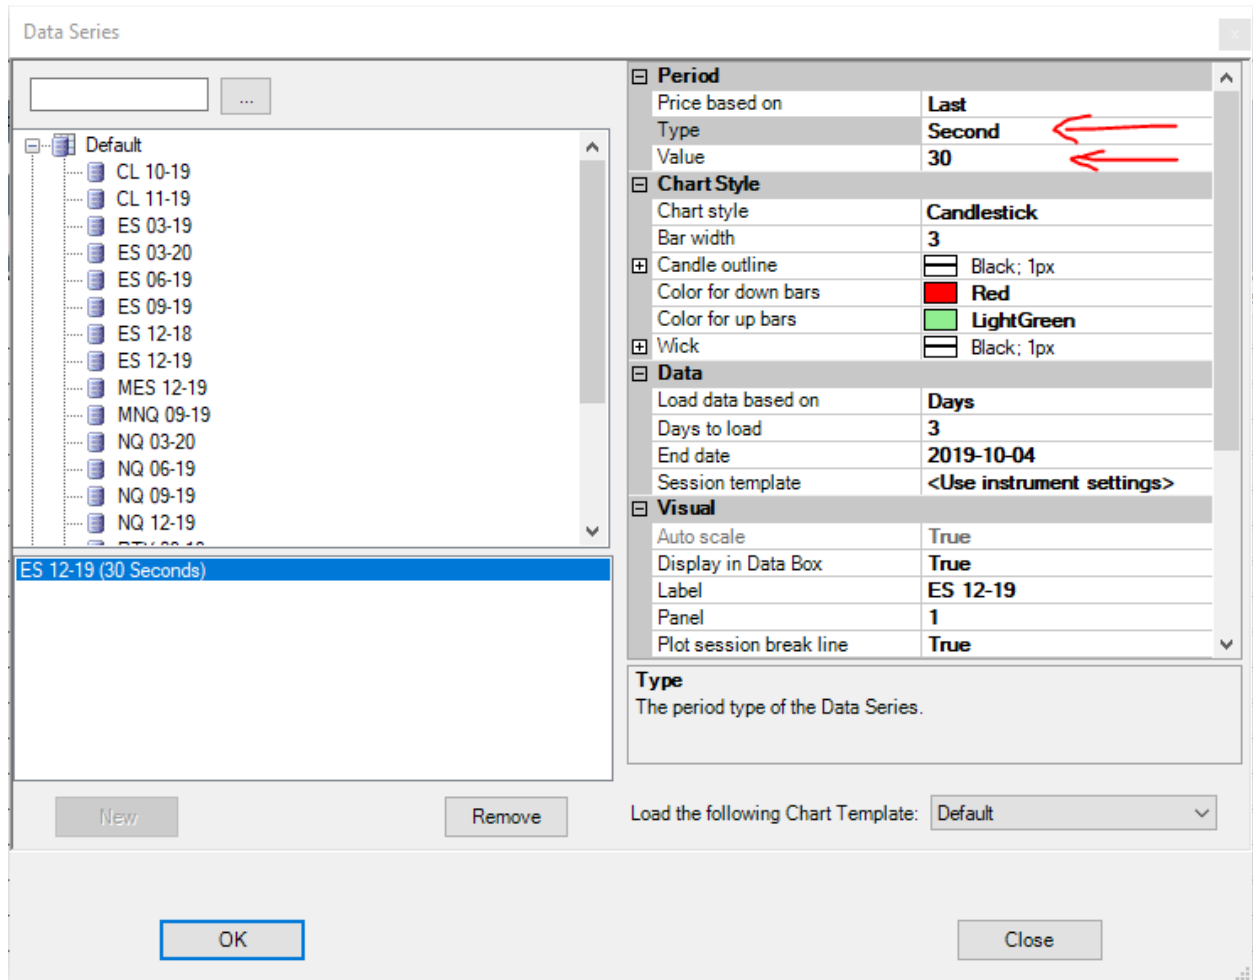 Data Series
x
...
Default
CL 10-19
CL 11-19
ES 03-19
ES 03-20
ES 06-19
ES 09-19
ES 12-18
ES 12-19
MES 12-19
MNQ 09-19
NQ 03-20
NQ 06-19
NQ 09-19
NQ 12-19
ES 12-19 (30 Seconds)
New
Remove
Period
Price based on Last
Type Second
Value 30
Chart Style
Chart style Candlestick
Bar width 3
Candle outline Black; 1px
Color for down bars Red
Color for up bars LightGreen
Wick Black; 1px
Data
Load data based on Days
Days to load 3
End date 2019-10-04
Session template <Use instrument settings>
Visual
Auto scale True
Display in Data Box True
Label ES 12-19
Panel 1
Plot session break line True
Type
The period type of the Data Series.
Load the following Chart Template: Default
OK
Close